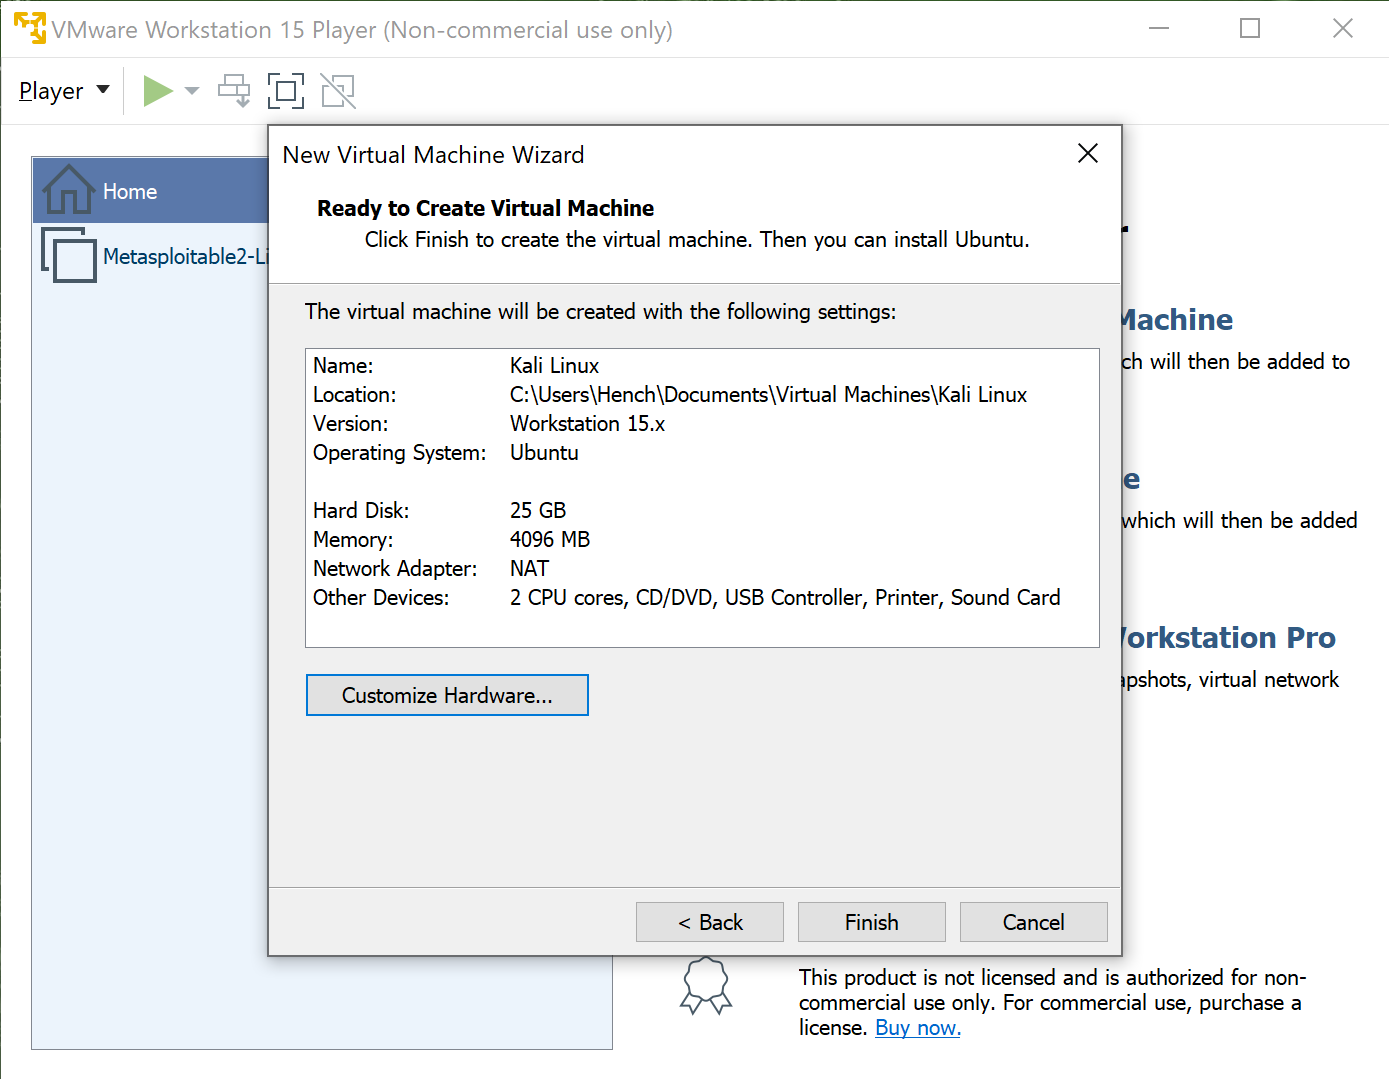 VMware Workstation 15 Player (Non-commercial use only)
Player
Home
Metasploitable2-Li
New Virtual Machine Wizard
Ready to Create Virtual Machine
Click Finish to create the virtual machine. Then you can install Ubuntu.
The virtual machine will be created with the following settings:
Name: Kali Linux
Location: C:\Users\Hench\Documents\Virtual Machines\Kali Linux
Version: Workstation 15.x
Operating System: Ubuntu
Hard Disk: 25 GB
Memory: 4096 MB
Network Adapter: NAT
Other Devices: 2 CPU cores, CD/DVD, USB Controller, Printer, Sound Card
Customize Hardware...
< Back Finish Cancel
r
Machine
ch will then be added to
e
which will then be added
orkstation Pro
apshots, virtual network
This product is not licensed and is authorized for non-
commercial use only. For commercial use, purchase a
license. Buy now.